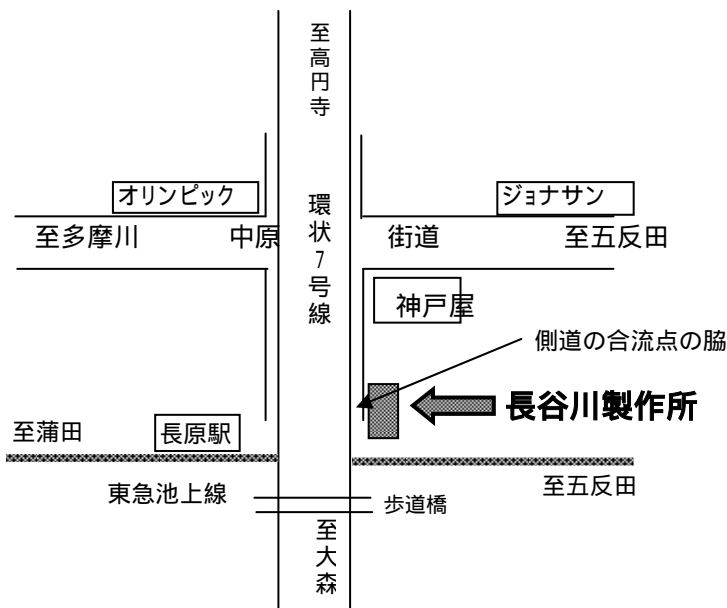 至高円寺
オリンピック
ジョナサン
環状7号線
至多摩川
中原
街道
至五反田
神戸屋
側道の合流点の脇
長谷川製作所
至蒲田
長原駅
東急池上線
歩道橋
至五反田
至大森